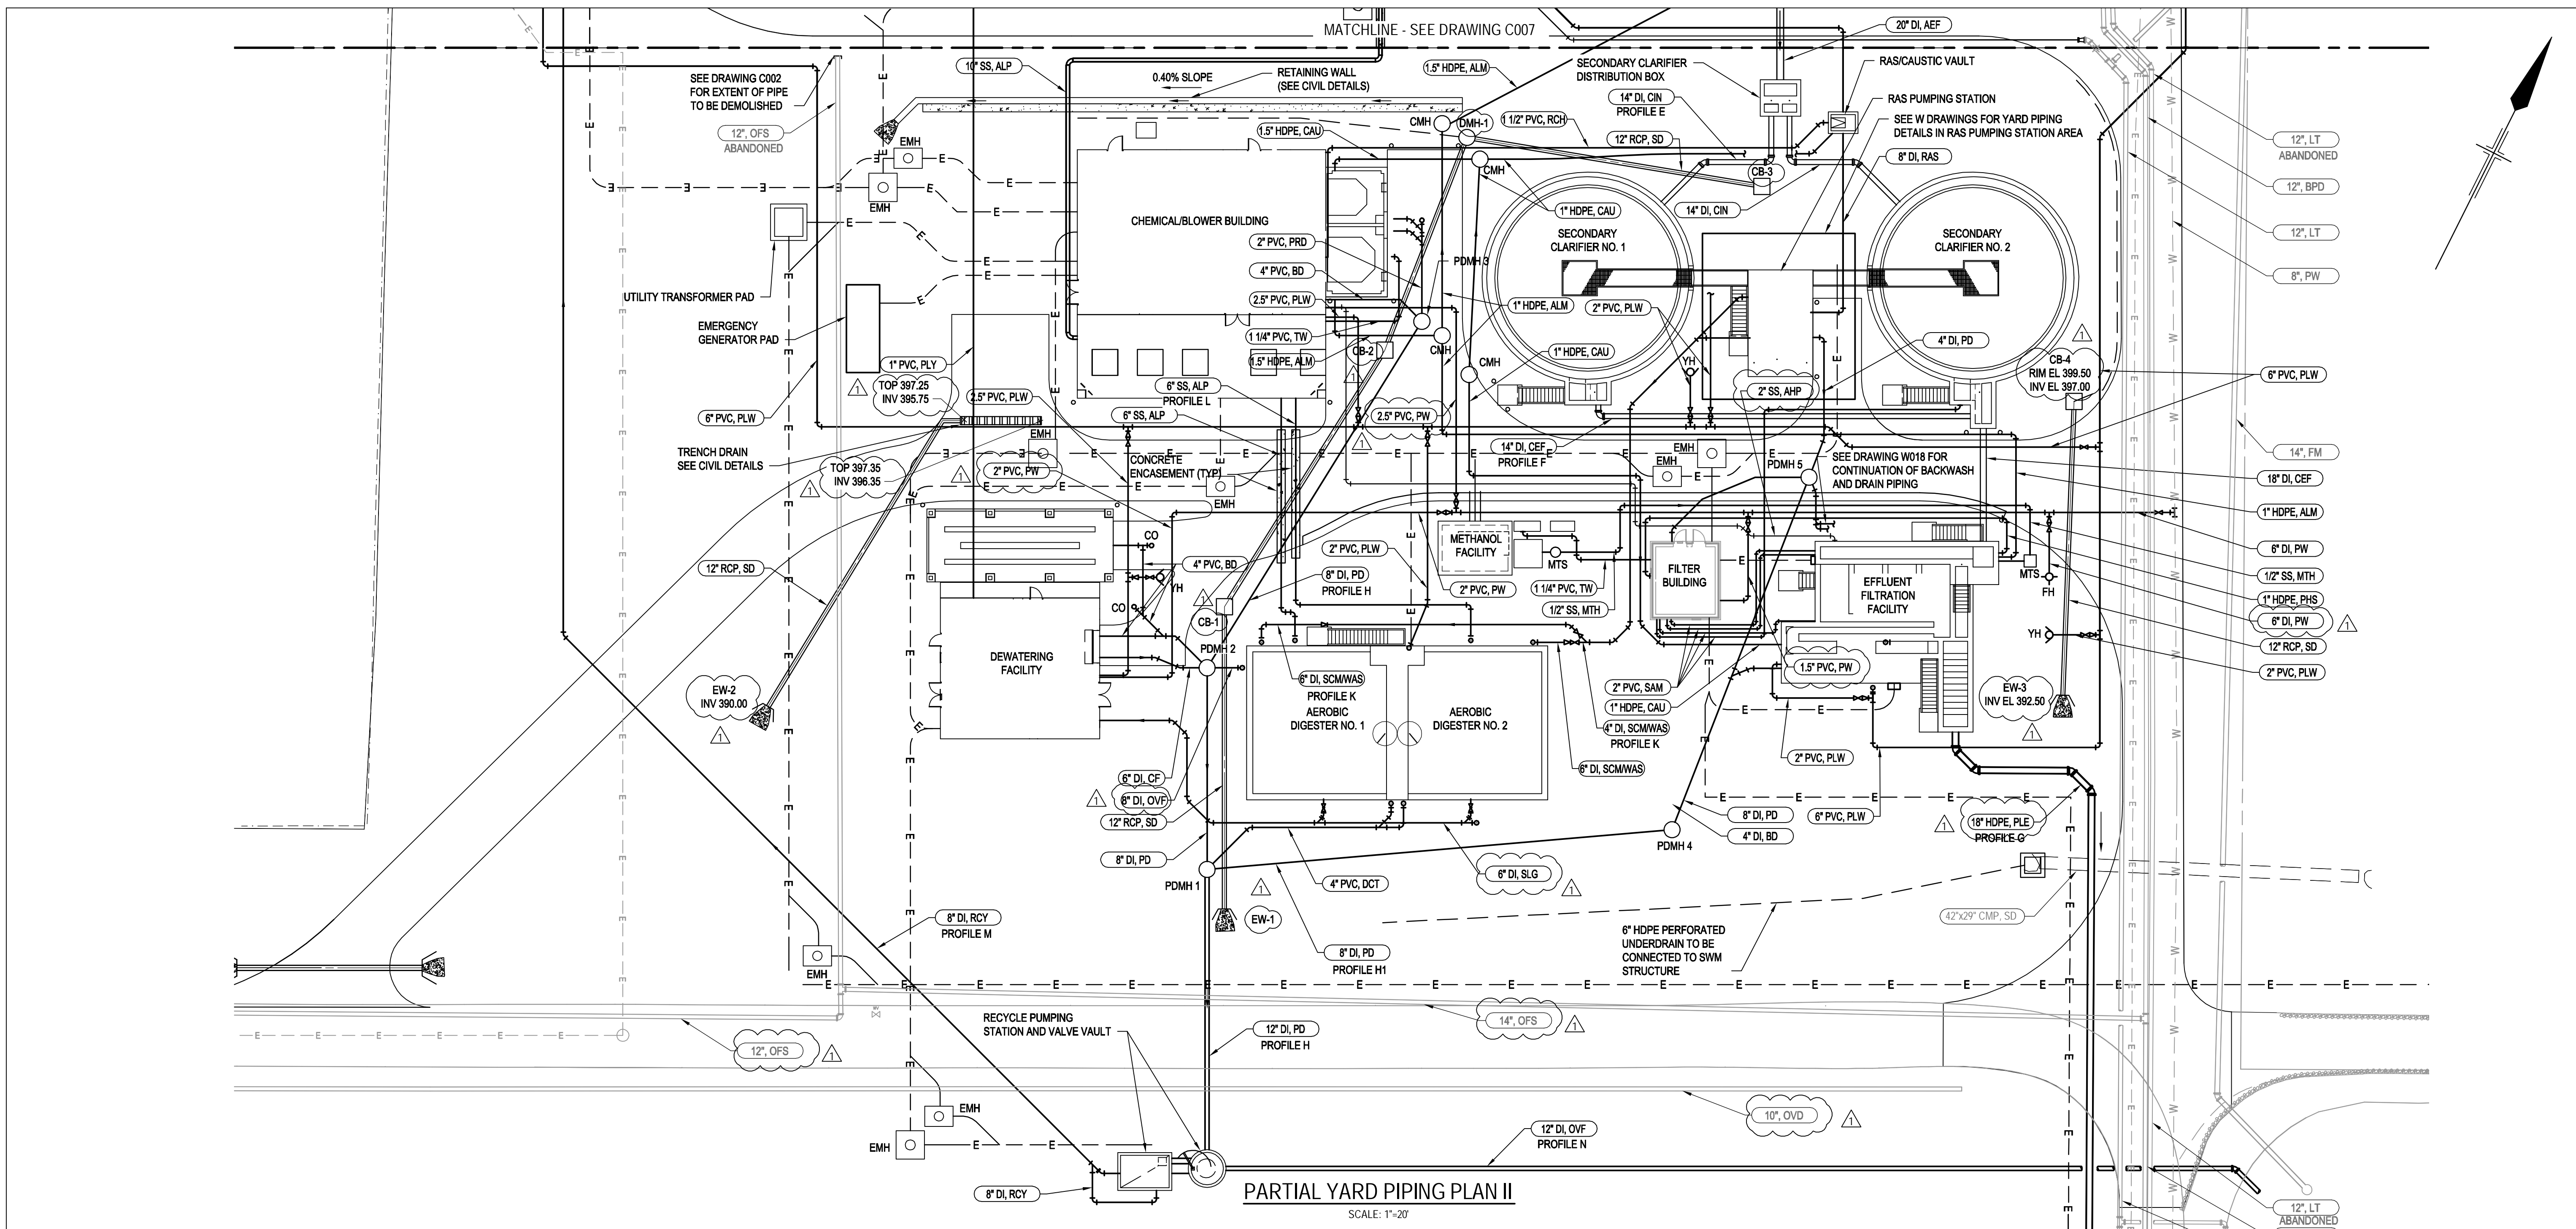 MATCHLINE - SEE DRAWING C007
20" DI, AEF
SEE DRAWING C002
FOR EXTENT OF PIPE
TO BE DEMOLISHED
10" SS, ALP
0.40% SLOPE
RETAINING WALL
(SEE CIVIL DETAILS)
1.5" HDPE, ALM
SECONDARY CLARIFIER
DISTRIBUTION BOX
RAS/CAUSTIC VAULT
14" DI, CIN
PROFILE E
RAS PUMPING STATION
12", OFS
ABANDONED
EMH
EMH
1.5" HDPE, CAU
CMH
DMH-1
1 1/2" PVC, RCH
12" RCP, SD
SEE W DRAWINGS FOR YARD PIPING
DETAILS IN RAS PUMPING STATION AREA
8" DI, RAS
12", LT
ABANDONED
12", BPD
12", LT
8", PW
CMH
CB-3
1" HDPE, CAU
14" DI, CIN
CHEMICAL/BLOWER BUILDING
SECONDARY
CLARIFIER NO. 1
SECONDARY
CLARIFIER NO. 2
2" PVC, PRD
4" PVC, BD
PDMH 3
2.5" PVC, PLW
UTILITY TRANSFORMER PAD
EMERGENCY
GENERATOR PAD
1 1/4" PVC, TW
1.5" HDPE, ALM
CB-2
CMH
CMH
1" HDPE, ALM
2" PVC, PLW
1" HDPE, CAU
YH
4" DI, PD
1
CB-4
RIM EL 399.50
INV EL 397.00
6" PVC, PLW
1" PVC, PLY
1
TOP 397.25
INV 395.75
6" SS, ALP
PROFILE L
1
2.5" PVC, PLW
6" SS, ALP
2.5" PVC, PW
1
2" SS, AHP
6" PVC, PLW
EMH
TRENCH DRAIN
SEE CIVIL DETAILS
TOP 397.35
INV 396.35
1
1
2" PVC, PW
CONCRETE
ENCASEMENT (TYP)
EMH
14" DI, CEF
PROFILE F
EMH
EMH
PDMH 5
SEE DRAWING W018 FOR
CONTINUATION OF BACKWASH
AND DRAIN PIPING
14", FM
18" DI, CEF
1" HDPE, ALM
6" DI, PW
1/2" SS, MTH
1" HDPE, PHS
6" DI, PW
1
12" RCP, SD
2" PVC, PLW
CO
4" PVC, BD
YH
CO
12" RCP, SD
2" PVC, PLW
8" DI, PD
PROFILE H
METHANOL
FACILITY
MTS
2" PVC, PW
1 1/4" PVC, TW
1/2" SS, MTH
FILTER
BUILDING
EFFLUENT
FILTRATION
FACILITY
MTS
FH
YH
1
CB-1
PDMH 2
DEWATERING
FACILITY
EW-2
INV 390.00
1
6" DI, SCM/WAS
PROFILE K
AEROBIC
DIGESTER NO. 1
AEROBIC
DIGESTER NO. 2
2" PVC, SAM
1" HDPE, CAU
4" DI, SCM/WAS
PROFILE K
6" DI, SCM/WAS
1.5" PVC, PW
2" PVC, PLW
EW-3
INV EL 392.50
1
6" DI, CF
1
8" DI, OVF
12" RCP, SD
8" DI, PD
8" DI, PD
4" DI, BD
6" PVC, PLW
1
18" HDPE, PLE
PROFILE G
PDMH 4
PDMH 1
4" PVC, DCT
6" DI, SLG
1
1
EW-1
8" DI, RCY
PROFILE M
42"x29" CMP, SD
6" HDPE PERFORATED
UNDERDRAIN TO BE
CONNECTED TO SWM
STRUCTURE
8" DI, PD
PROFILE H1
EMH
RECYCLE PUMPING
STATION AND VALVE VAULT
12" DI, PD
PROFILE H
14", OFS
1
12", OFS
1
10", OVD
1
EMH
EMH
12" DI, OVF
PROFILE N
8" DI, RCY
PARTIAL YARD PIPING PLAN II
SCALE: 1"=20'
12", LT
ABANDONED